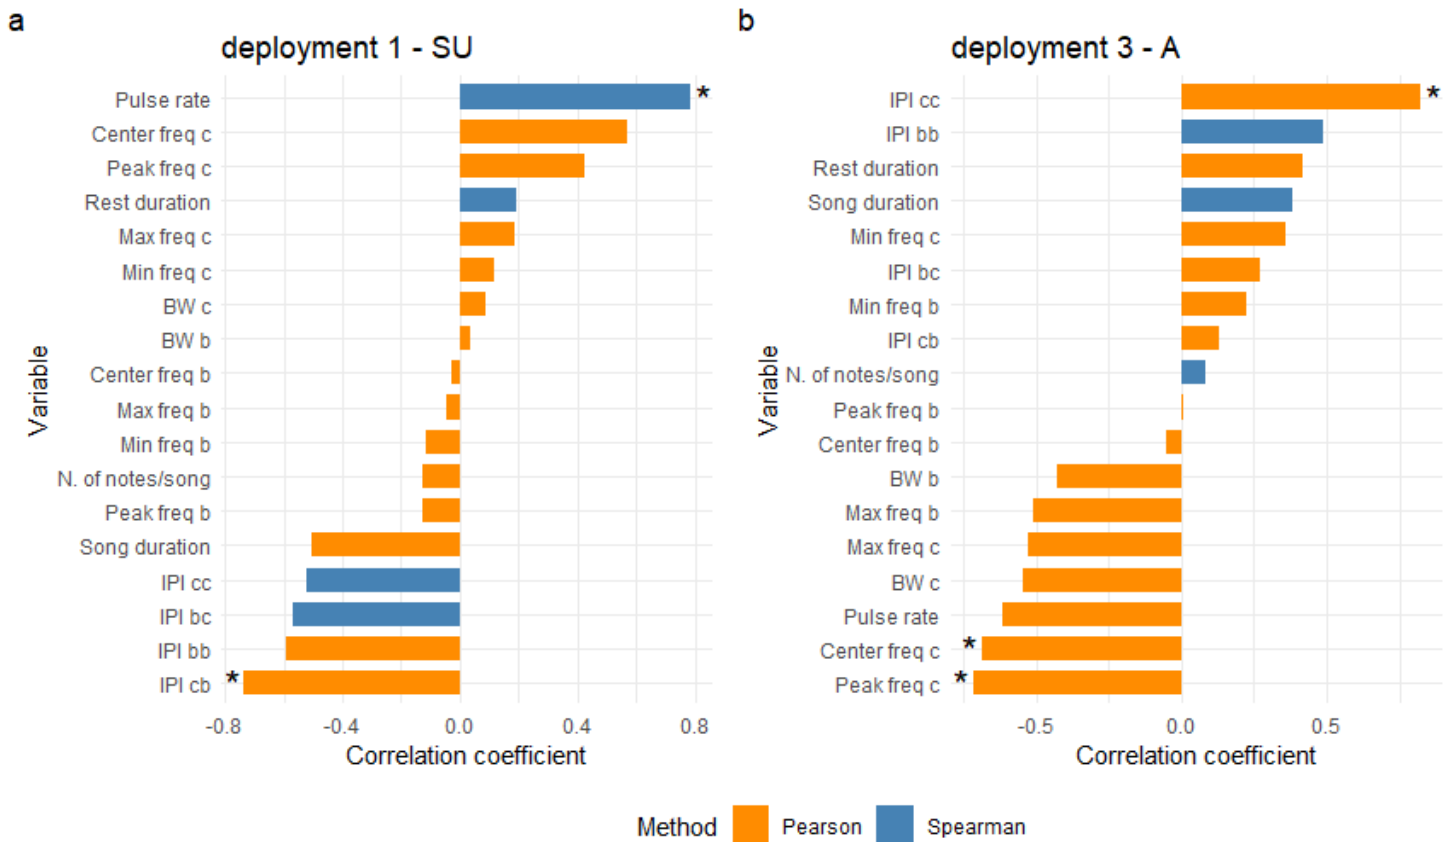 a
deployment 1 - SU
Pulse rate
*
Center freq c
Peak freq c
Rest duration
Max freq c
Min freq c
BW c
BW b
Center freq b
Max freq b
Min freq b
N. of notes/song
Peak freq b
Song duration
IPI cc
IPI bc
IPI bb
IPI cb
*
Variable
-0.8 -0.4 0.0 0.4 0.8
Correlation coefficient
b
deployment 3 - A
IPI cc
*
IPI bb
Rest duration
Song duration
Min freq c
IPI bc
Min freq b
IPI cb
N. of notes/song
Peak freq b
Center freq b
BW b
Max freq b
Max freq c
BW c
Pulse rate
Center freq c
*
Peak freq c
*
Variable
-0.5 0.0 0.5
Correlation coefficient
Method Pearson Spearman